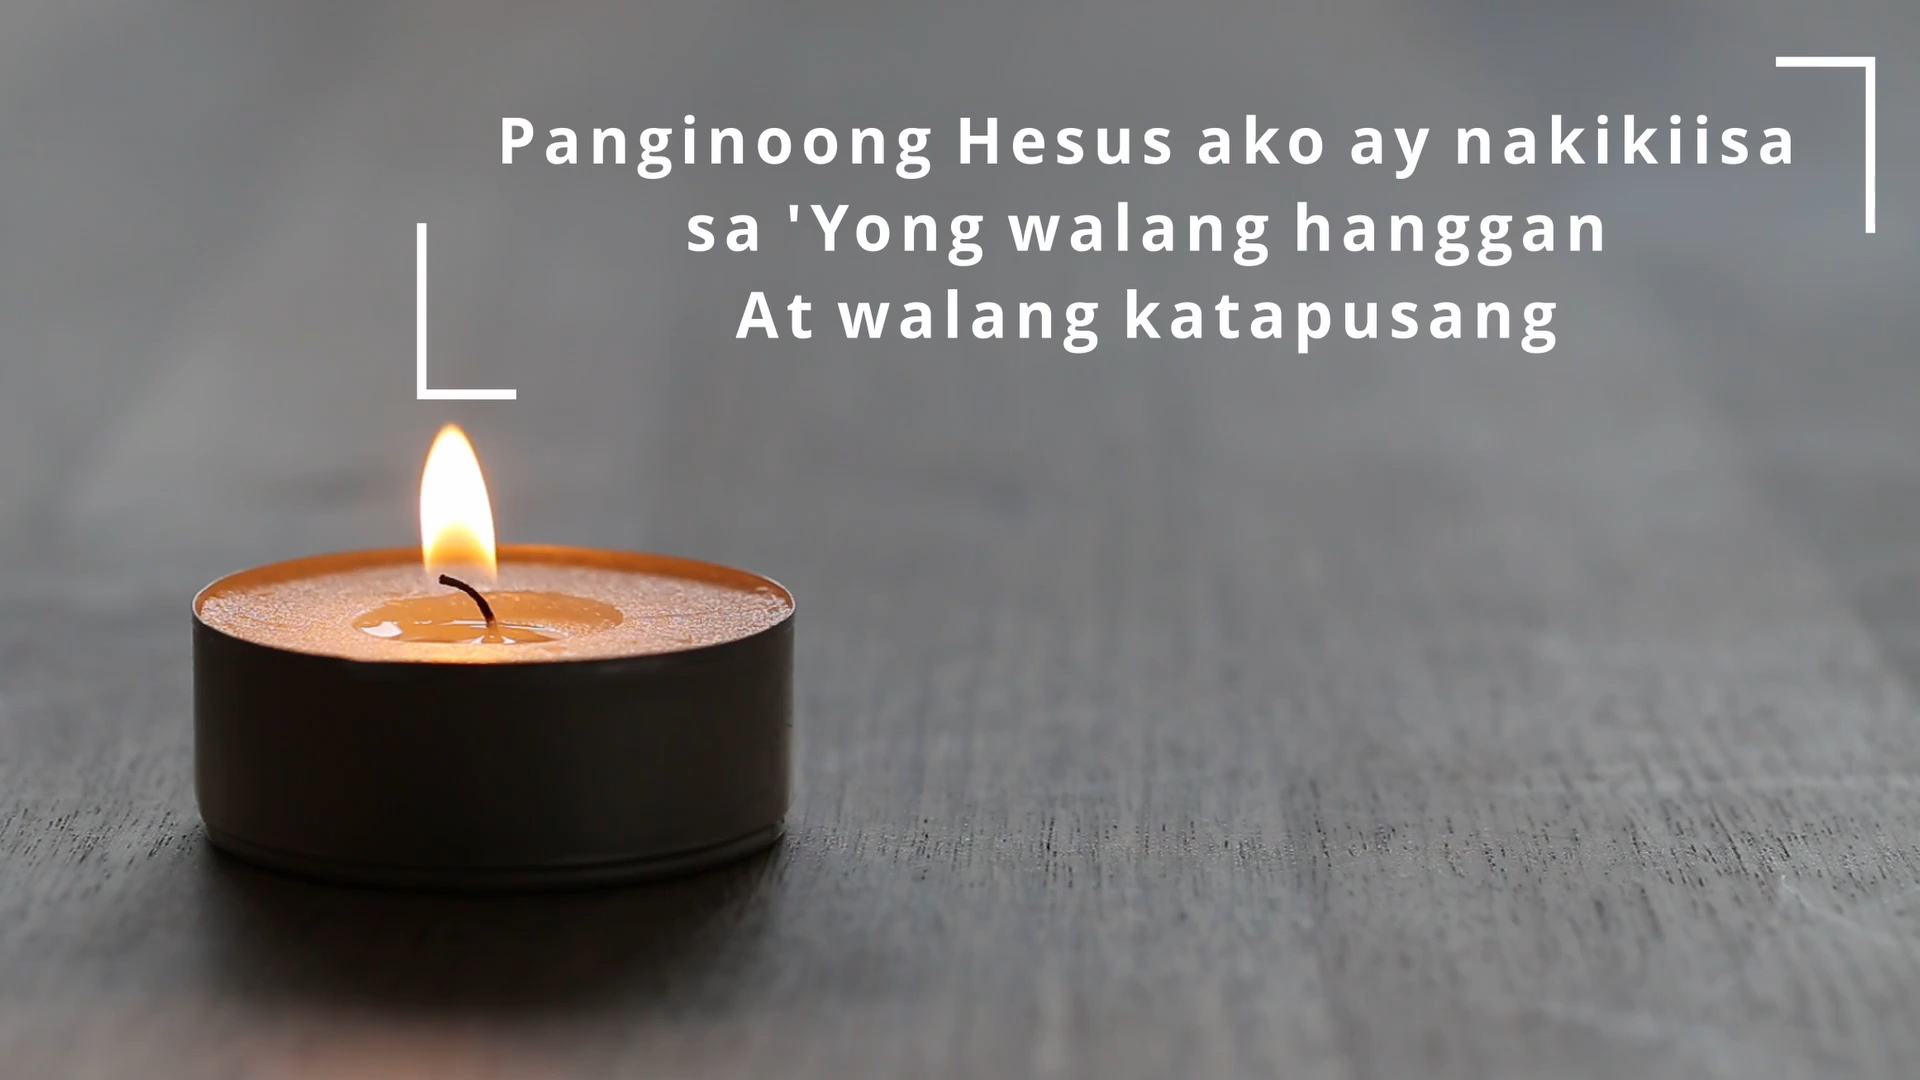 Panginoong Hesus ako ay nakikiisa
sa 'Yong walang hanggan
At walang katapusang